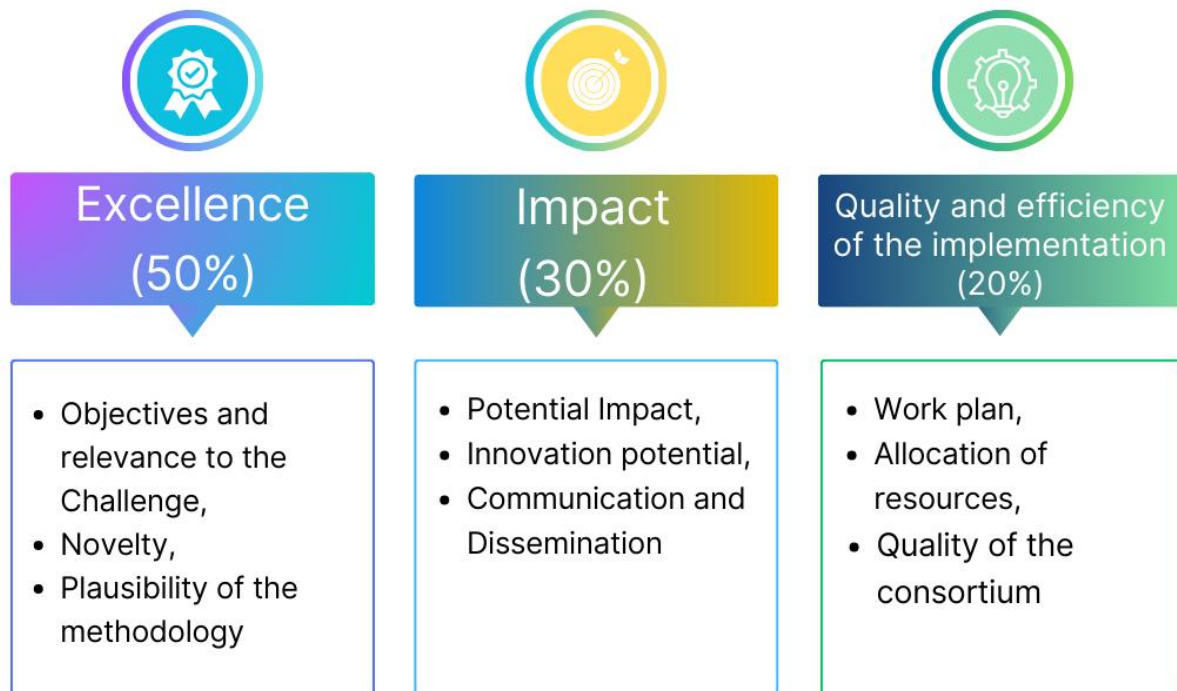 Excellence
(50%)
• Objectives and
relevance to the
Challenge,
• Novelty,
• Plausibility of the
methodology
Impact
(30%)
• Potential Impact,
• Innovation potential,
• Communication and
Dissemination
Quality and efficiency
of the implementation
(20%)
• Work plan,
• Allocation of
resources,
• Quality of the
consortium